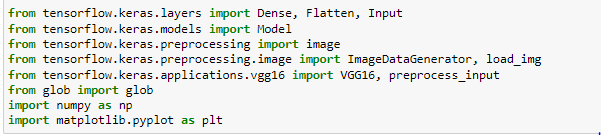 from tensorflow.keras.layers import Dense, Flatten, Input
from tensorflow.keras.models import Model
from tensorflow.keras.preprocessing import image
from tensorflow.keras.preprocessing.image import ImageDataGenerator, load_img
from tensorflow.keras.applications.vgg16 import VGG16, preprocess_input
from glob import glob
import numpy as np
import matplotlib.pyplot as plt